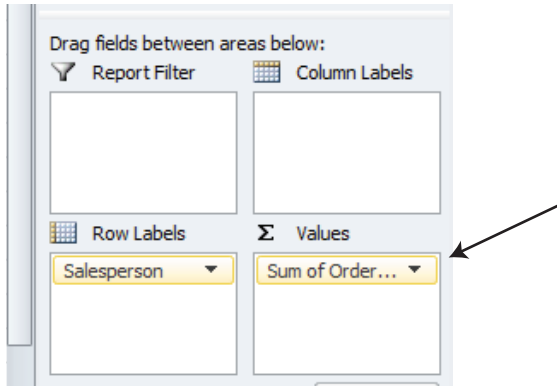 Drag fields between areas below:
Report Filter
Column Labels
Row Labels
Σ Values
Salesperson
Sum of Order...